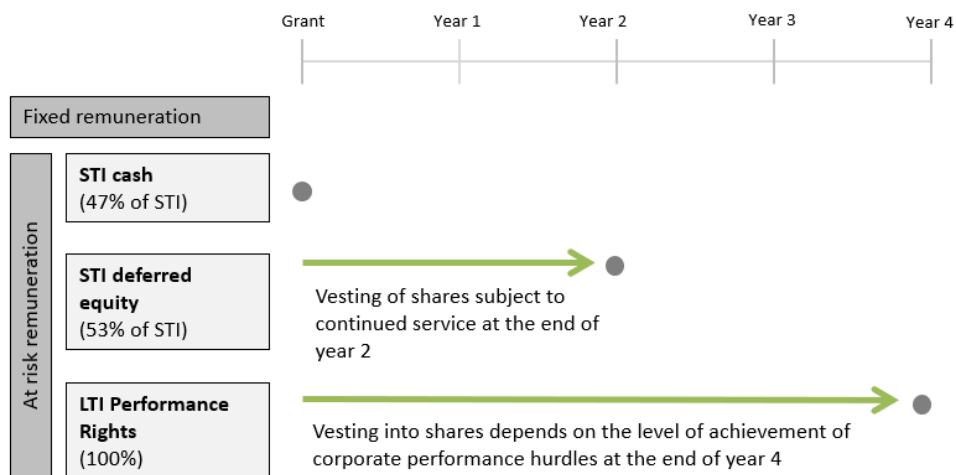 Grant Year 1 Year 2 Year 3 Year 4
Fixed remuneration
At risk remuneration
STI cash
(47% of STI)
STI deferred
equity
(53% of STI)
Vesting of shares subject to
continued service at the end of
year 2
LTI Performance
Rights
(100%)
Vesting into shares depends on the level of achievement of
corporate performance hurdles at the end of year 4